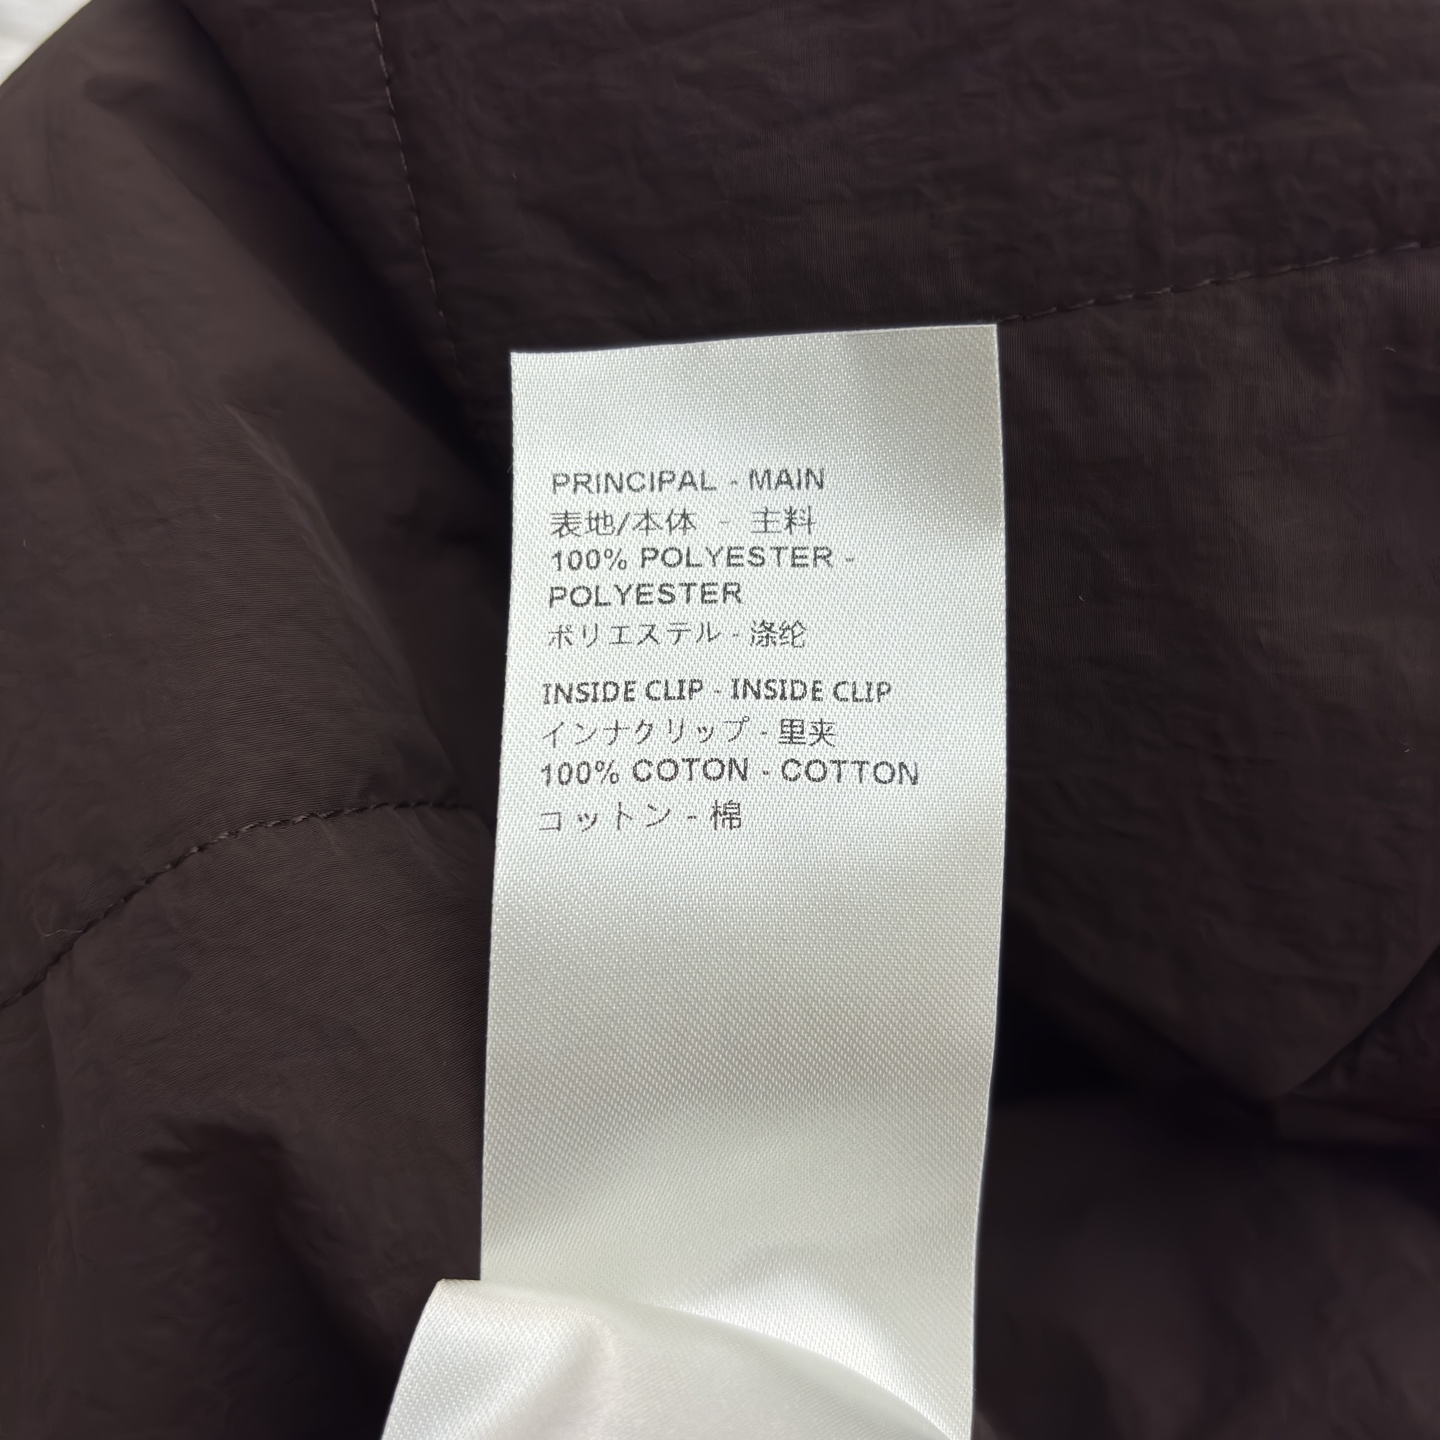 PRINCIPAL - MAIN
表地/本体 - 主料
100% POLYESTER -
POLYESTER
ポリエステル - 涤纶
INSIDE CLIP - INSIDE CLIP
インナクリップ - 里夹
100% COTON - COTTON
コットン - 棉